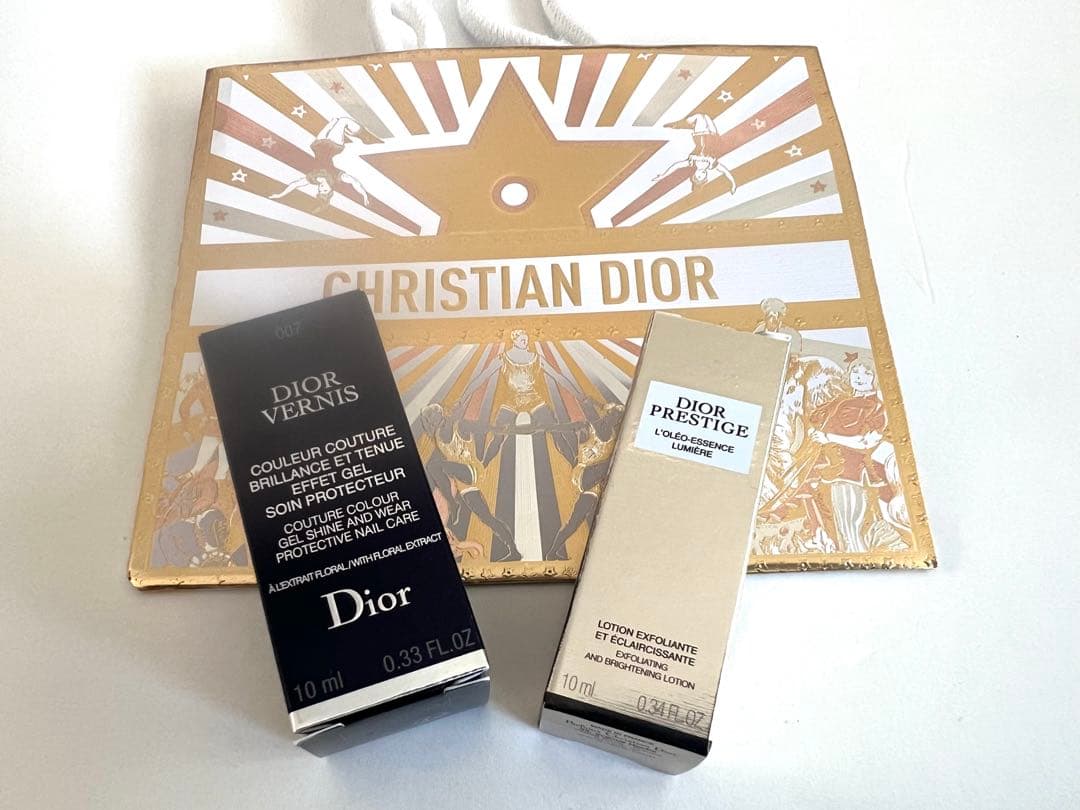 CHRISTIAN DIOR
007
DIOR
VERNIS
COULEUR COUTURE
BRILLANCE ET TENUE
EFFET GEL
SOIN PROTECTEUR
COUTURE COLOUR
GEL SHINE AND WEAR
PROTECTIVE NAIL CARE
À L'EXTRAIT FLORAL/WITH FLORAL EXTRACT
Dior
10 ml 0.33 FL.OZ
DIOR
PRESTIGE
L'OLÉO-ESSENCE
LUMIÈRE
LOTION EXFOLIANTE
ET ÉCLAIRCISSANTE
EXFOLIATING
AND BRIGHTENING LOTION
10 ml 0.34 FL.OZ